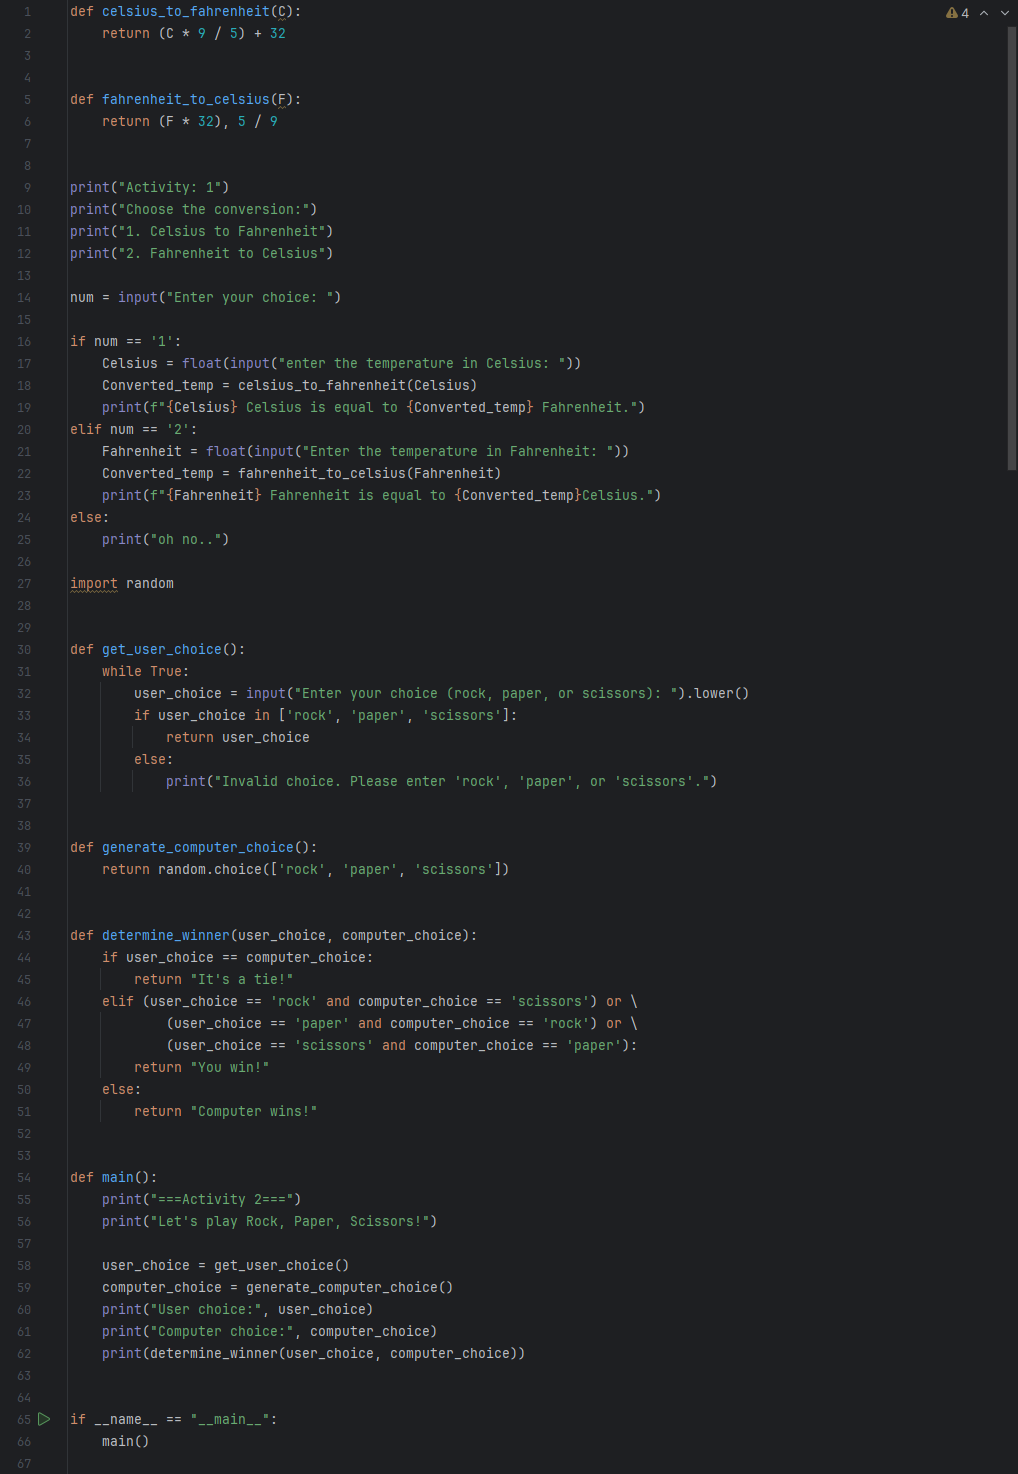 4
1 def celsius_to_fahrenheit(C):
2     return (C * 9 / 5) + 32
3
4
5 def fahrenheit_to_celsius(F):
6     return (F * 32), 5 / 9
7
8
9 print("Activity: 1")
10 print("Choose the conversion:")
11 print("1. Celsius to Fahrenheit")
12 print("2. Fahrenheit to Celsius")
13
14 num = input("Enter your choice: ")
15
16 if num == '1':
17     Celsius = float(input("enter the temperature in Celsius: "))
18     Converted_temp = celsius_to_fahrenheit(Celsius)
19     print(f"{Celsius} Celsius is equal to {Converted_temp} Fahrenheit.")
20 elif num == '2':
21     Fahrenheit = float(input("Enter the temperature in Fahrenheit: "))
22     Converted_temp = fahrenheit_to_celsius(Fahrenheit)
23     print(f"{Fahrenheit} Fahrenheit is equal to {Converted_temp}Celsius.")
24 else:
25     print("oh no..")
26
27 import random
28
29
30 def get_user_choice():
31     while True:
32         user_choice = input("Enter your choice (rock, paper, or scissors): ").lower()
33         if user_choice in ['rock', 'paper', 'scissors']:
34             return user_choice
35         else:
36             print("Invalid choice. Please enter 'rock', 'paper', or 'scissors'.")
37
38
39 def generate_computer_choice():
40     return random.choice(['rock', 'paper', 'scissors'])
41
42
43 def determine_winner(user_choice, computer_choice):
44     if user_choice == computer_choice:
45         return "It's a tie!"
46     elif (user_choice == 'rock' and computer_choice == 'scissors') or \
47             (user_choice == 'paper' and computer_choice == 'rock') or \
48             (user_choice == 'scissors' and computer_choice == 'paper'):
49         return "You win!"
50     else:
51         return "Computer wins!"
52
53
54 def main():
55     print("===Activity 2===")
56     print("Let's play Rock, Paper, Scissors!")
57
58     user_choice = get_user_choice()
59     computer_choice = generate_computer_choice()
60     print("User choice:", user_choice)
61     print("Computer choice:", computer_choice)
62     print(determine_winner(user_choice, computer_choice))
63
64
65 if __name__ == "__main__":
66     main()
67